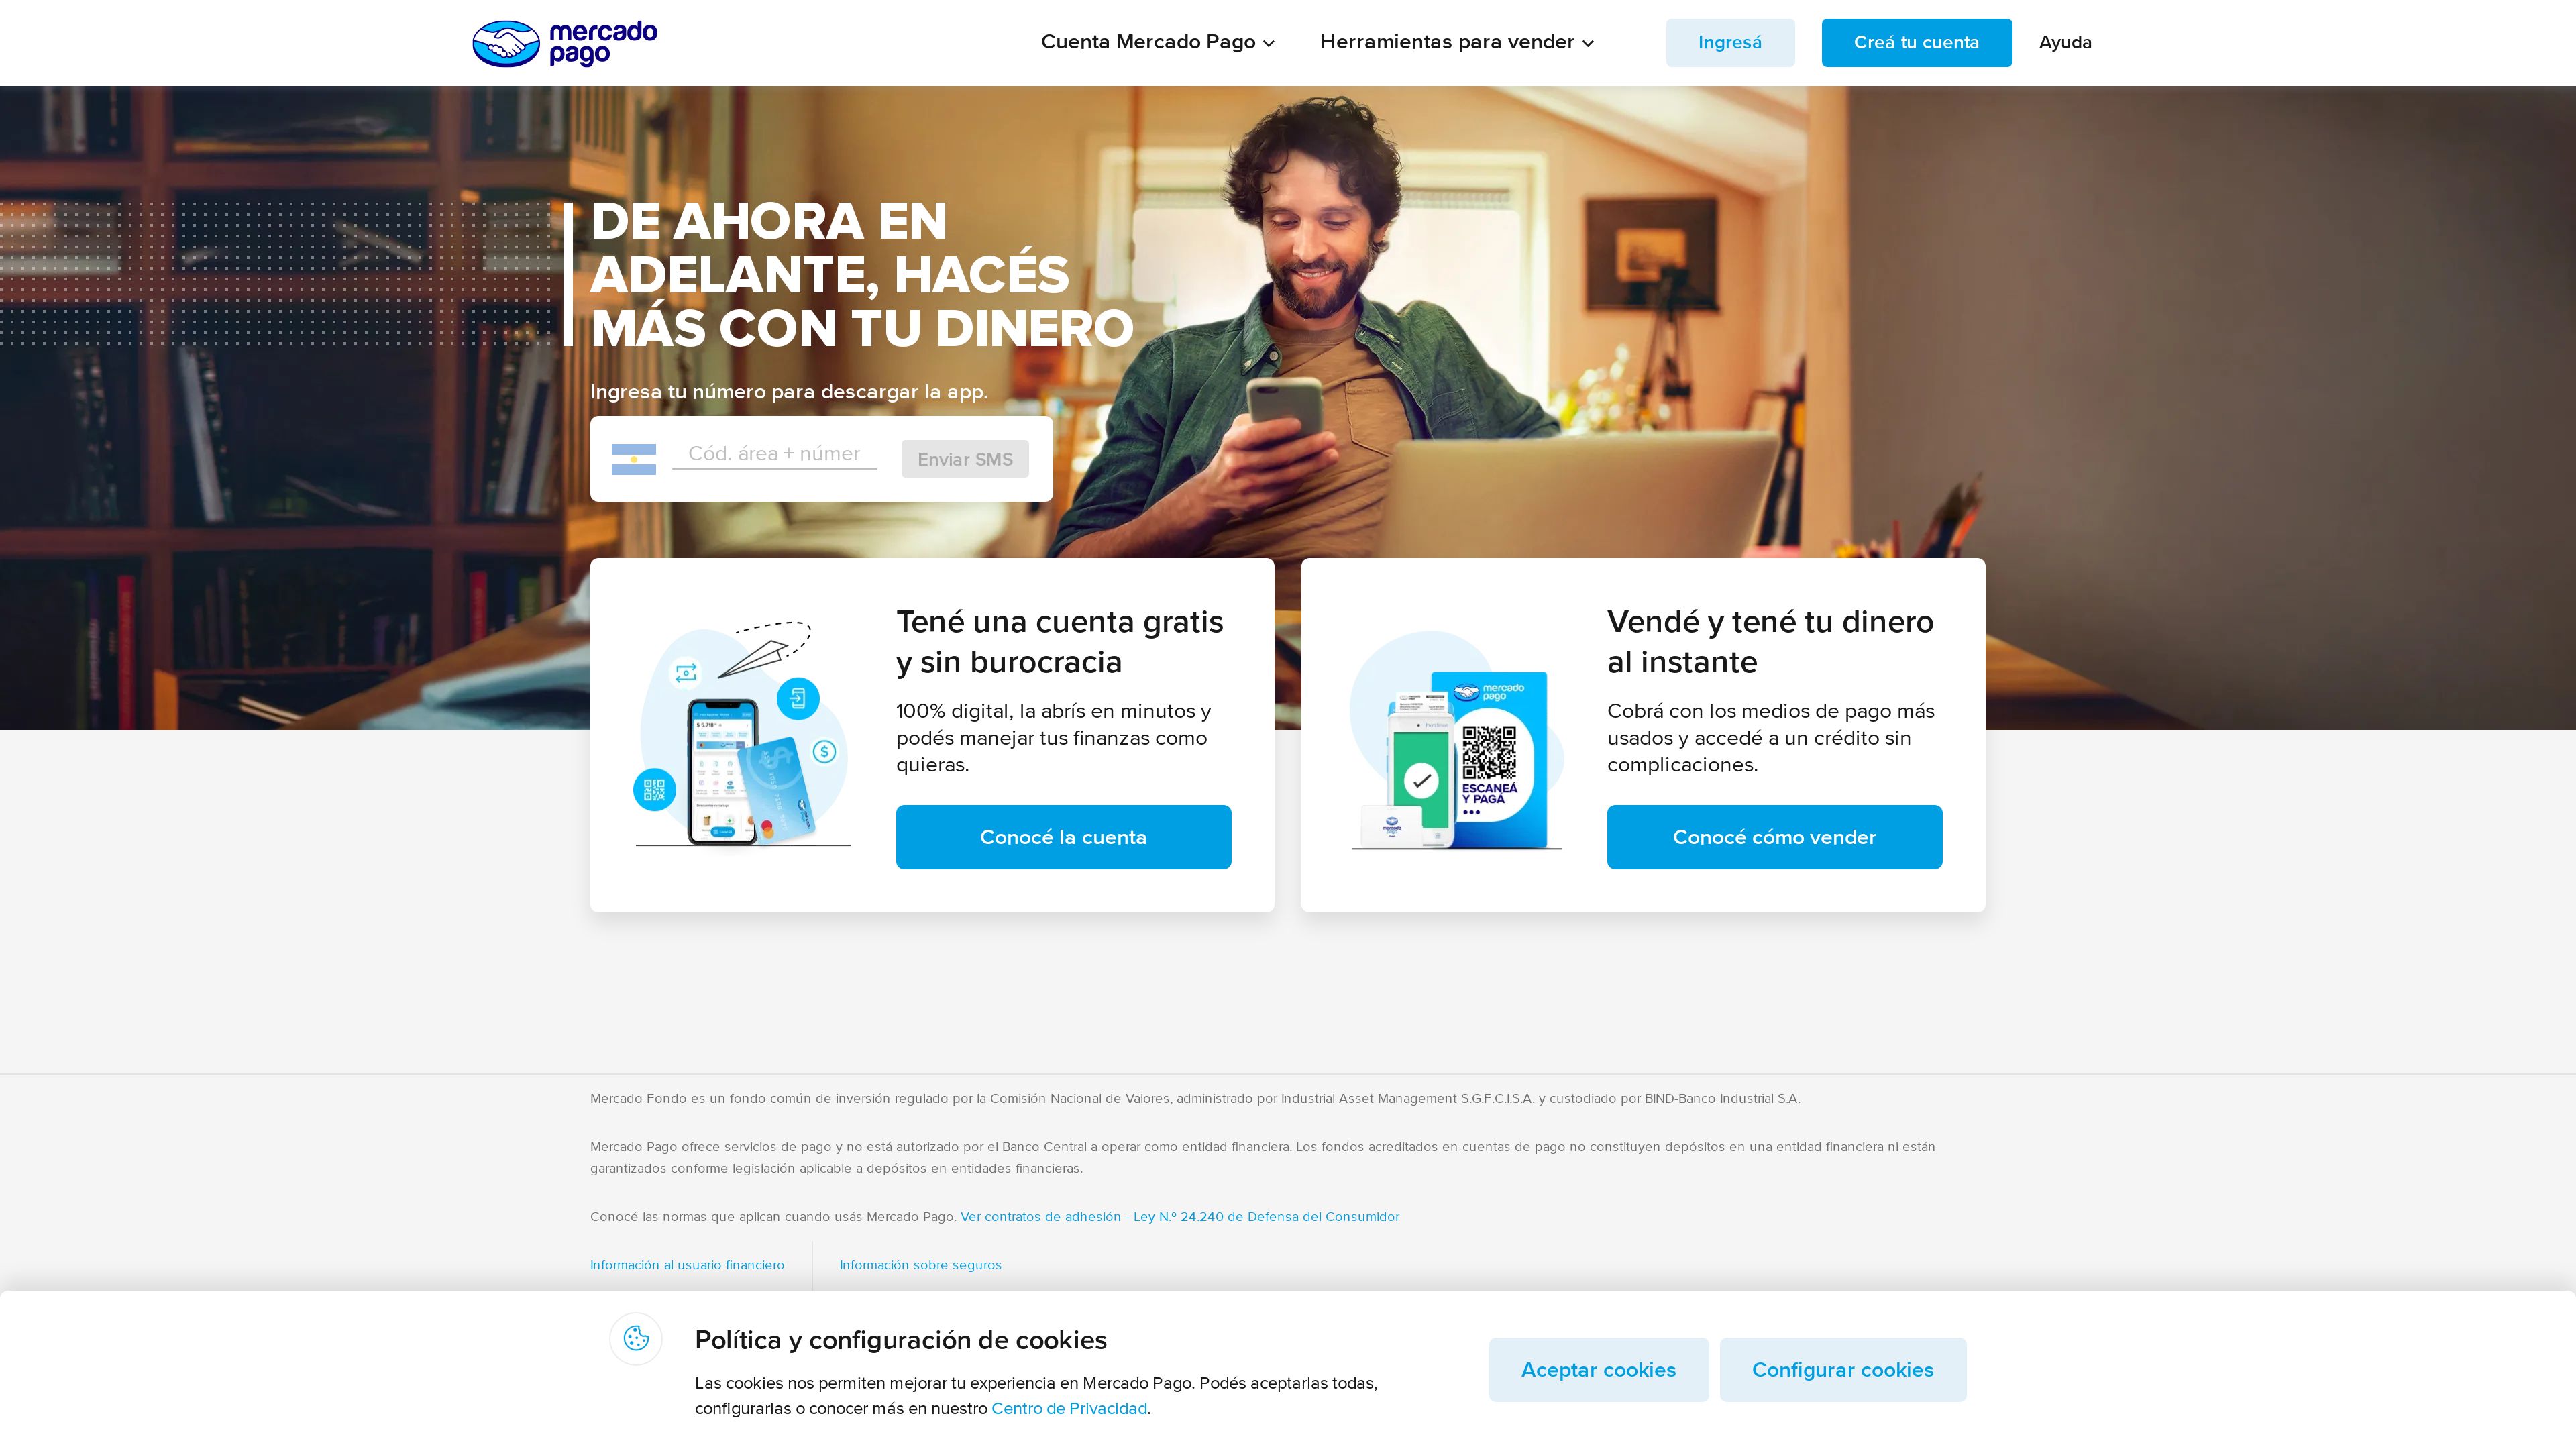 mercado
pago
Cuenta Mercado Pago
Herramientas para vender
Ingresá
Creá tu cuenta
Ayuda
DE AHORA EN
ADELANTE, HACÉS
MÁS CON TU DINERO
Ingresa tu número para descargar la app.
Cód. área + númer
Enviar SMS
Tené una cuenta gratis
y sin burocracia
100% digital, la abrís en minutos y
podés manejar tus finanzas como
quieras.
Conocé la cuenta
mercado
pago
ESCANEÁ
Y PAGÁ
Vendé y tené tu dinero
al instante
Cobrá con los medios de pago más
usados y accedé a un crédito sin
complicaciones.
Conocé cómo vender
Mercado Fondo es un fondo común de inversión regulado por la Comisión Nacional de Valores, administrado por Industrial Asset Management S.G.F.C.I.S.A. y custodiado por BIND-Banco Industrial S.A.
Mercado Pago ofrece servicios de pago y no está autorizado por el Banco Central a operar como entidad financiera. Los fondos acreditados en cuentas de pago no constituyen depósitos en una entidad financiera ni están
garantizados conforme legislación aplicable a depósitos en entidades financieras.
Conocé las normas que aplican cuando usás Mercado Pago. Ver contratos de adhesión - Ley N.º 24.240 de Defensa del Consumidor
Información al usuario financiero
Información sobre seguros
Política y configuración de cookies
Las cookies nos permiten mejorar tu experiencia en Mercado Pago. Podés aceptarlas todas,
configurarlas o conocer más en nuestro Centro de Privacidad.
Aceptar cookies
Configurar cookies